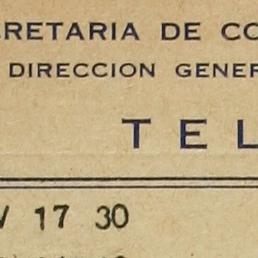 RETARIA DE CO
DIRECCION GENER
TEL
17 30